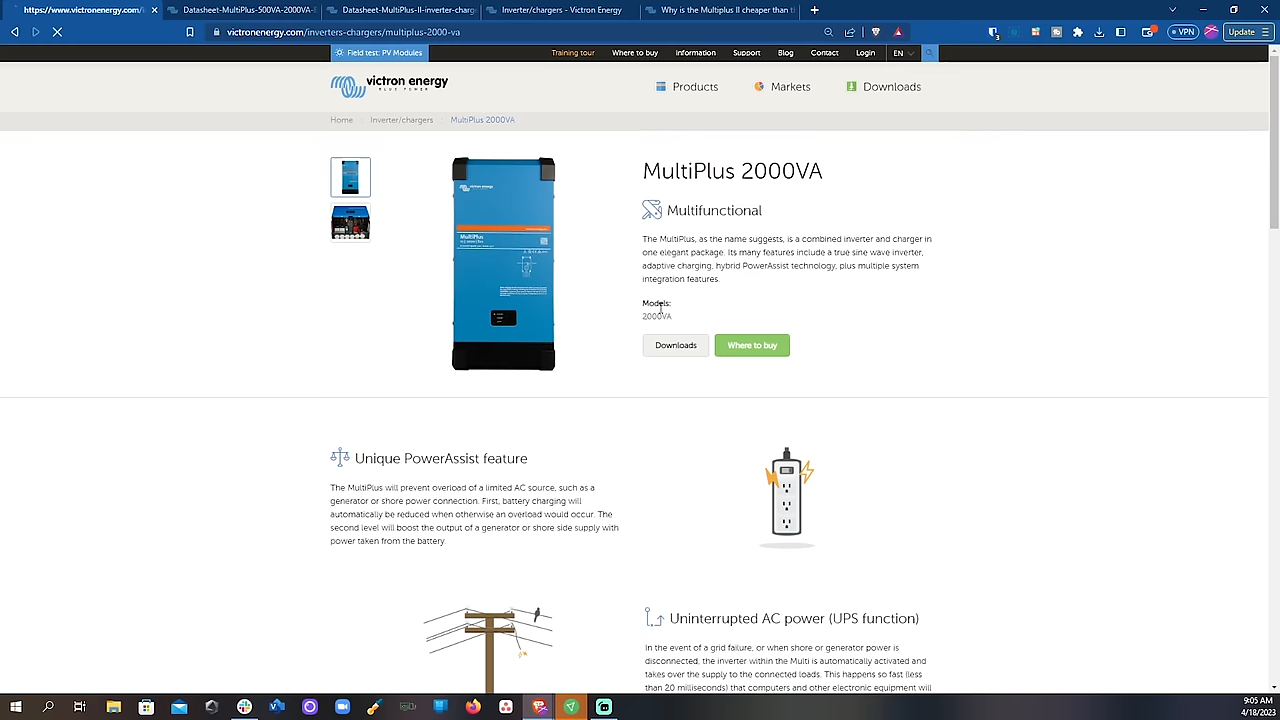 https://www.victronenergy.com/i
Datasheet-MultiPlus-500VA-2000VA-E
Datasheet-MultiPlus-II-inverter-charg
Inverter/chargers - Victron Energy
Why is the Multiplus II cheaper than t
victronenergy.com/inverters-chargers/multiplus-2000-va
VPN
Update
Field test: PV Modules
Training tour
Where to buy
Information
Support
Blog
Contact
Login
EN
victron energy
BLUE POWER
Products
Markets
Downloads
Home
Inverter/chargers
MultiPlus 2000VA
victron energy
MultiPlus
MultiPlus 2000VA
Multifunctional
The MultiPlus, as the name suggests, is a combined inverter and charger in
one elegant package. Its many features include a true sine wave inverter,
adaptive charging, hybrid PowerAssist technology, plus multiple system
integration features.
Models:
2000VA
Downloads
Where to buy
Unique PowerAssist feature
The MultiPlus will prevent overload of a limited AC source, such as a
generator or shore power connection. First, battery charging will
automatically be reduced when otherwise an overload would occur. The
second level will boost the output of a generator or shore side supply with
power taken from the battery.
Uninterrupted AC power (UPS function)
In the event of a grid failure, or when shore or generator power is
disconnected, the inverter within the Multi is automatically activated and
takes over the supply to the connected loads. This happens so fast (less
than 20 milliseconds) that computers and other electronic equipment will
9:05 AM
4/18/2023